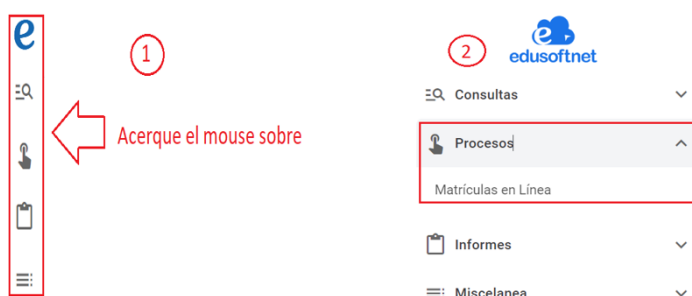 e
1
Acerque el mouse sobre
2
e
edusoftnet
Consultas
Procesos
Matrículas en Línea
Informes
Miscelanea